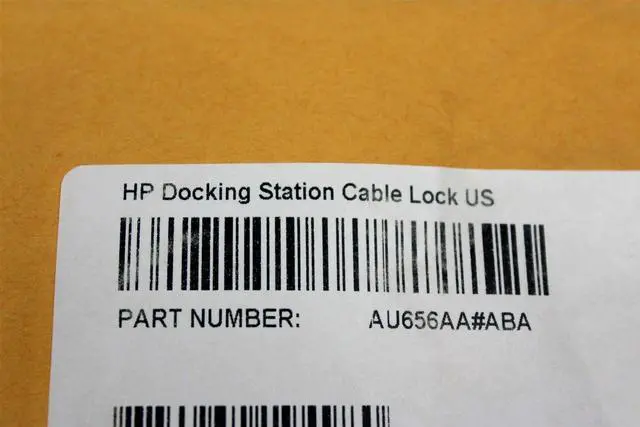 HP Docking Station Cable Lock US
PART NUMBER: AU656AA#ABA